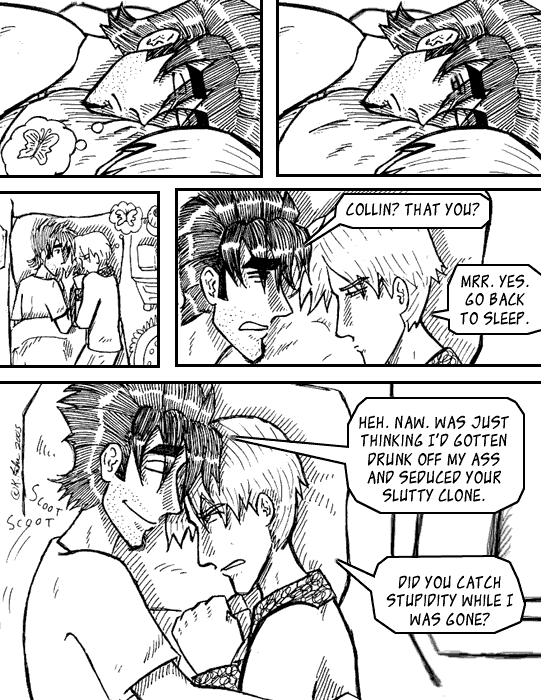 COLLIN? THAT YOU?
MRR. YES.
GO BACK
TO SLEEP.
HEH. NAW. WAS JUST
THINKING I'D GOTTEN
DRUNK OFF MY ASS
AND SEDUCED YOUR
SLUTTY CLONE.
SCOOT
SCOOT
DID YOU CATCH
STUPIDITY WHILE I
WAS GONE?